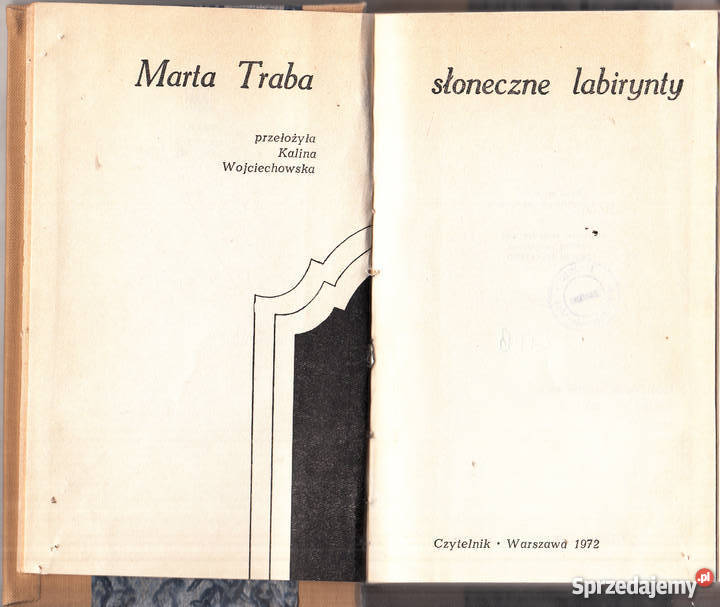 Marta Traba
przełożyła
Kalina
Wojciechowska
słoneczne labirynty
Czytelnik • Warszawa 1972
Sprzedajemy.pl